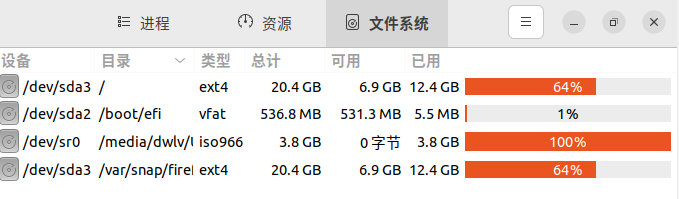 进程 资源 文件系统
设备 目录 类型 总计 可用 已用
/dev/sda3 / ext4 20.4 GB 6.9 GB 12.4 GB 64%
/dev/sda2 /boot/efi vfat 536.8 MB 531.3 MB 5.5 MB 1%
/dev/sr0 /media/dwlv/U iso966 3.8 GB 0 字节 3.8 GB 100%
/dev/sda3 /var/snap/firef ext4 20.4 GB 6.9 GB 12.4 GB 64%